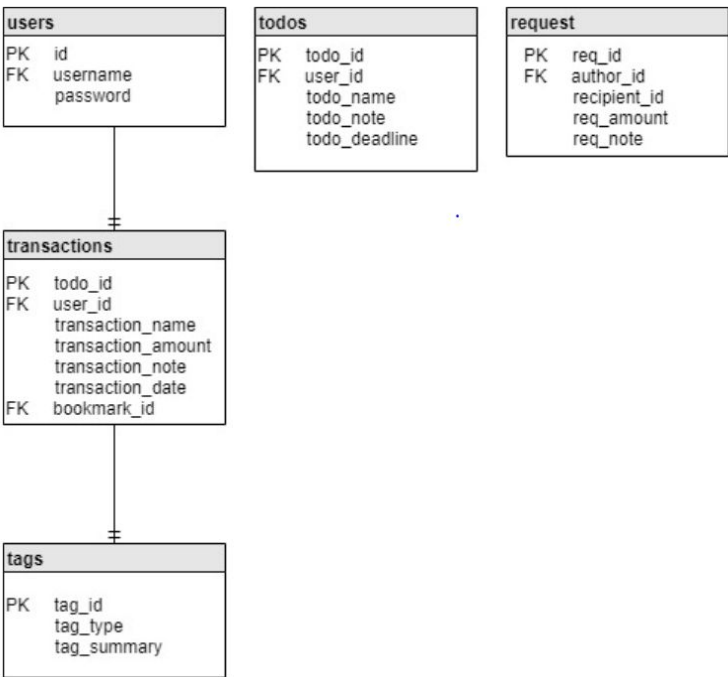 users
PK id
FK username
password
todos
PK todo_id
FK user_id
todo_name
todo_note
todo_deadline
request
PK req_id
FK author_id
recipient_id
req_amount
req_note
transactions
PK todo_id
FK user_id
transaction_name
transaction_amount
transaction_note
transaction_date
FK bookmark_id
tags
PK tag_id
tag_type
tag_summary